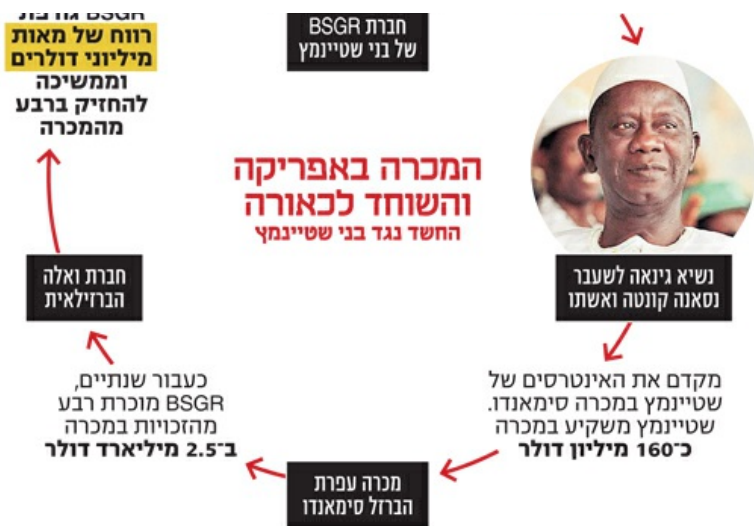 BSGR גורפת
רווח של מאות
מיליוני דולרים
וממשיכה
להחזיק ברבע
מהמכרה
חברת BSGR
של בני שטיינמץ
המכרה באפריקה
והשוחד לכאורה
החשד נגד בני שטיינמץ
נשיא גינאה לשעבר
נסאנה קונטה ואשתו
מקדם את האינטרסים של
שטיינמץ במכרה סימאנדו.
שטיינמץ משקיע במכרה
כ־160 מיליון דולר
מכרה עפרת
הברזל סימאנדו
כעבור שנתיים,
BSGR מוכרת רבע
מהזכויות במכרה
ב־2.5 מיליארד דולר
חברת ואלה
הברזילאית